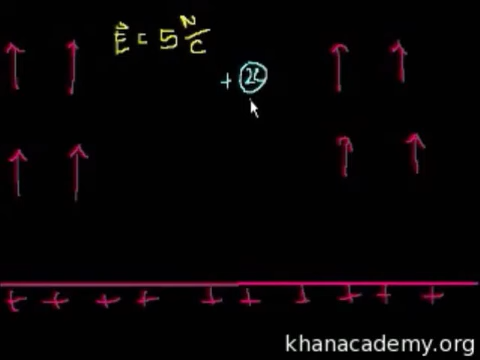 E⃗ = 5 N/C
+ 2C
+ + + + + + + + + +
khanacademy.org